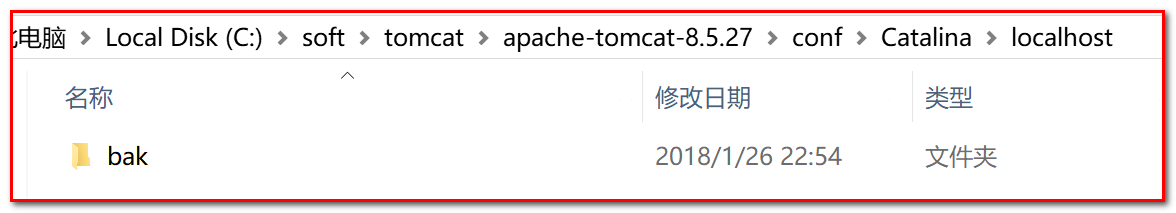 电脑 > Local Disk (C:) > soft > tomcat > apache-tomcat-8.5.27 > conf > Catalina > localhost
名称 修改日期 类型
bak 2018/1/26 22:54 文件夹